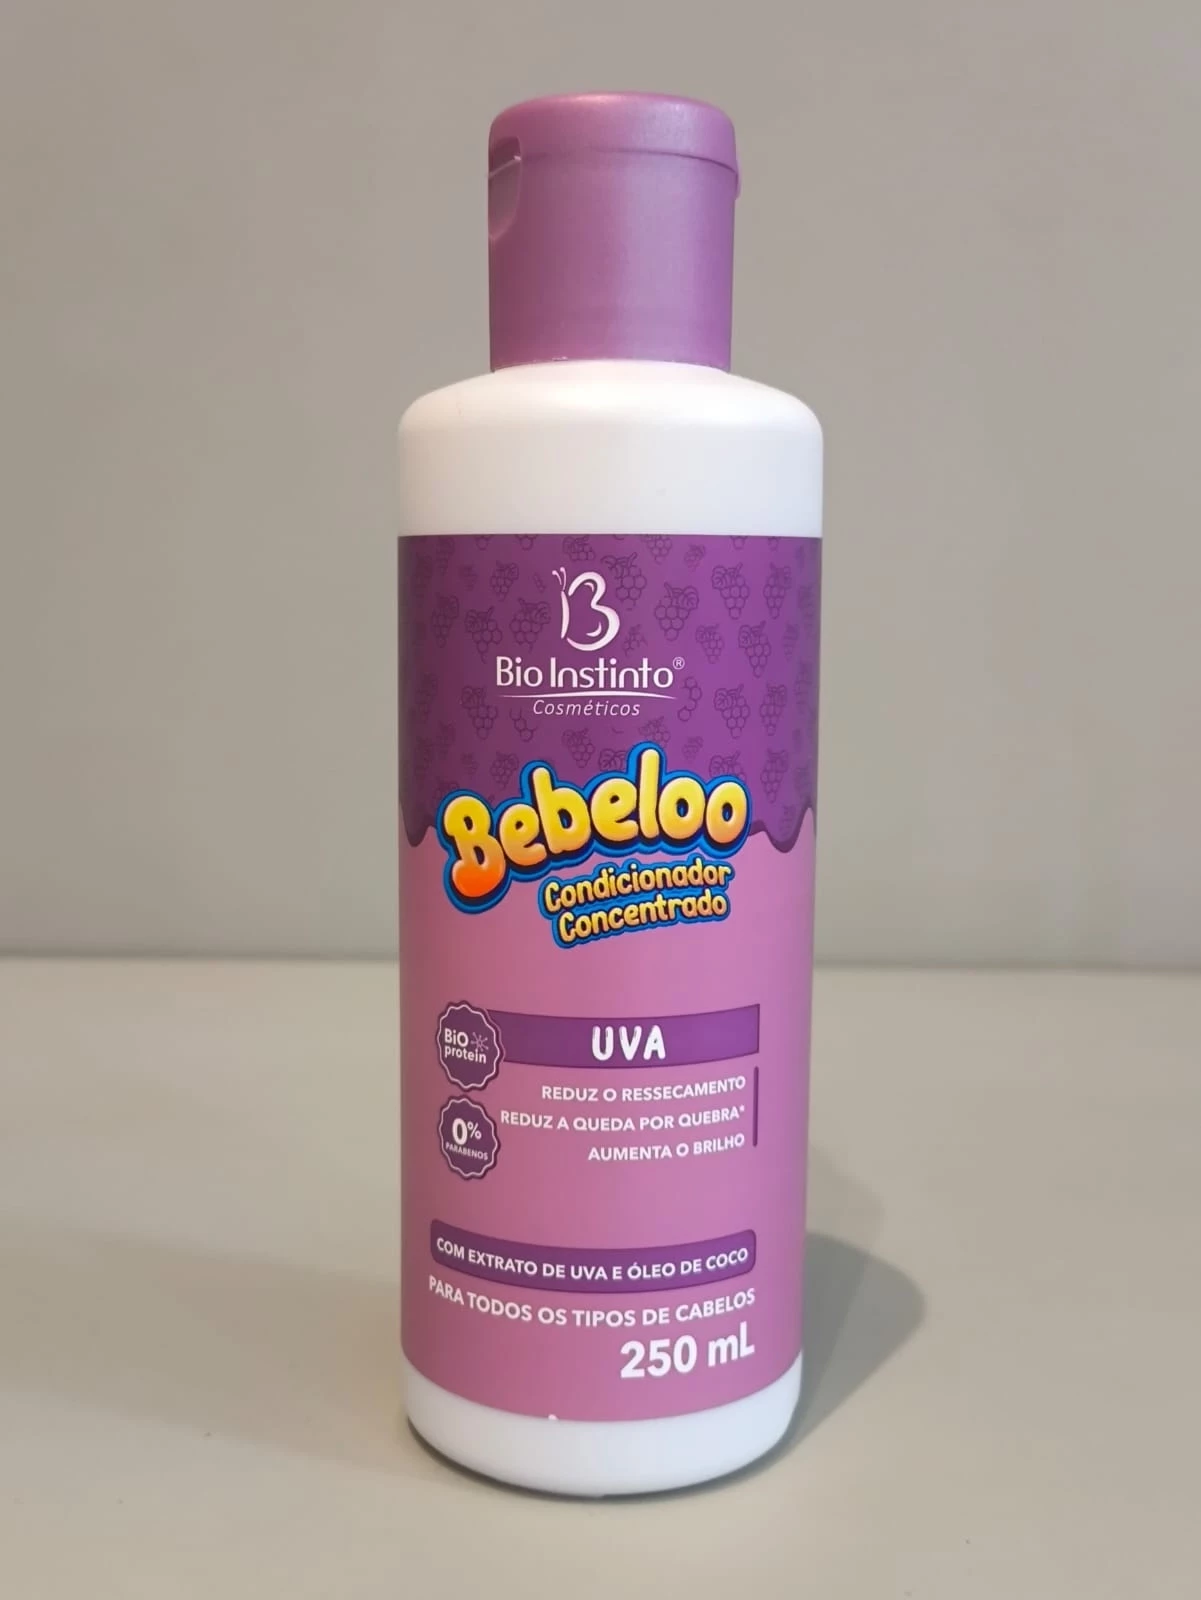 Bio Instinto®
Cosméticos
Bebeloo
Condicionador
Concentrado
BiO
protein
UVA
REDUZ O RESSECAMENTO
REDUZ A QUEDA POR QUEBRA*
AUMENTA O BRILHO
0%
PARABENOS
COM EXTRATO DE UVA E ÓLEO DE COCO
PARA TODOS OS TIPOS DE CABELOS
250 mL